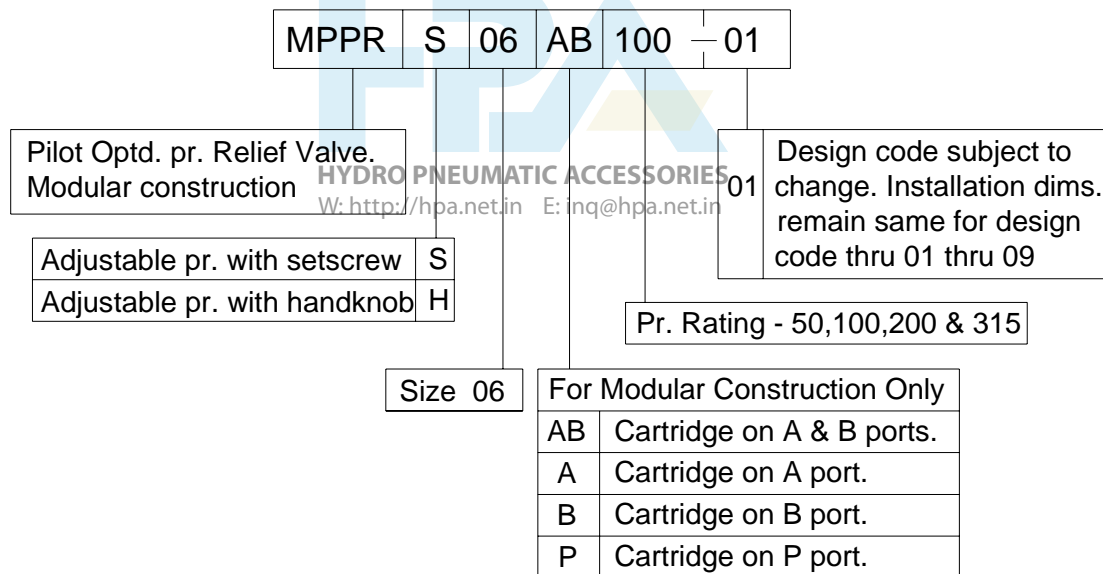 MPPR S 06 AB 100 - 01
Pilot Optd. pr. Relief Valve.
Modular construction
HPA
HYDRO PNEUMATIC ACCESSORIES
W: http://hpa.net.in E: inq@hpa.net.in
01
Design code subject to
change. Installation dims.
remain same for design
code thru 01 thru 09
Adjustable pr. with setscrew S
Adjustable pr. with handknob H
Pr. Rating - 50,100,200 & 315
Size 06
For Modular Construction Only
AB Cartridge on A & B ports.
A Cartridge on A port.
B Cartridge on B port.
P Cartridge on P port.